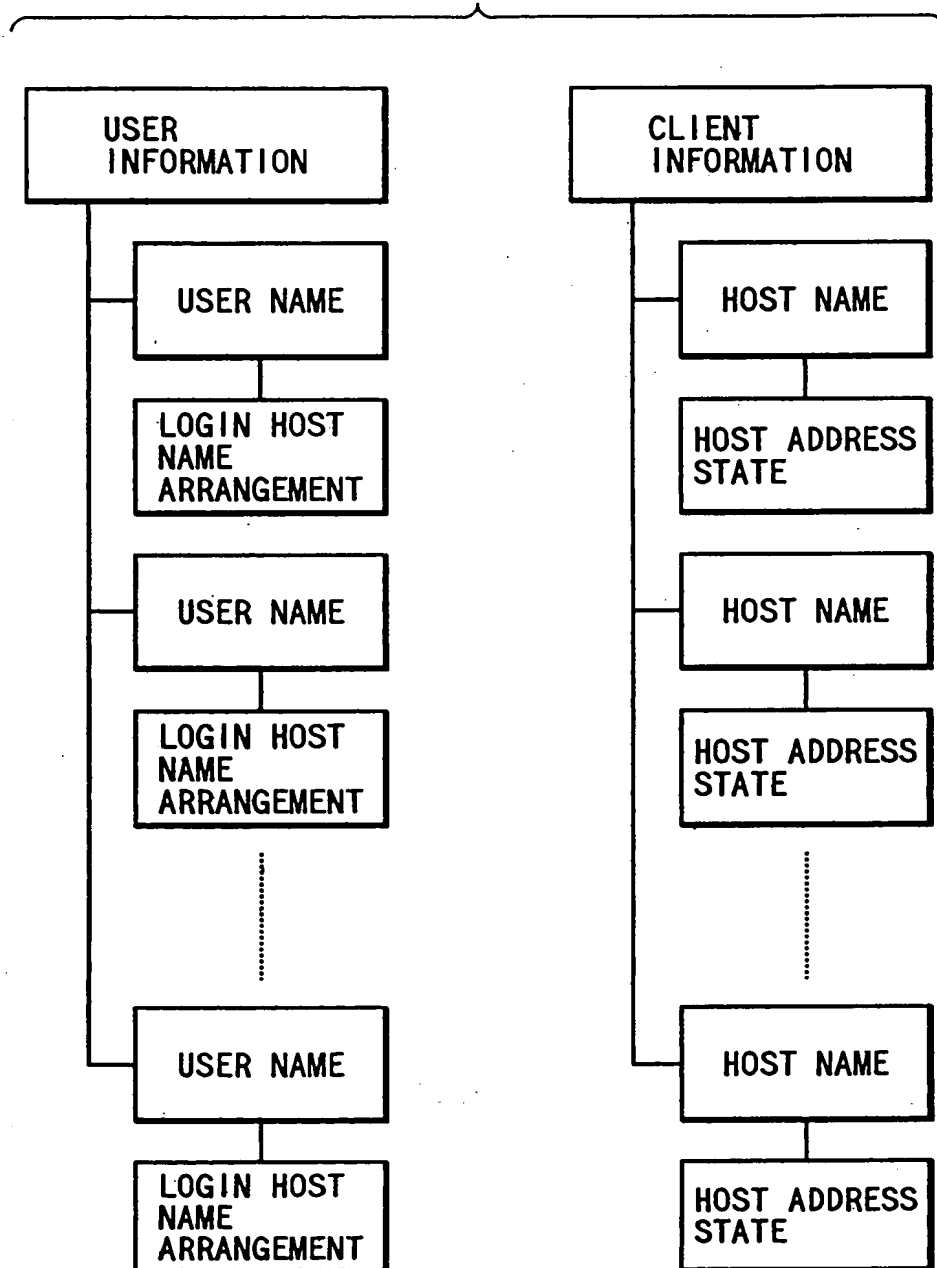 USER
INFORMATION
USER NAME
LOGIN HOST
NAME
ARRANGEMENT
USER NAME
LOGIN HOST
NAME
ARRANGEMENT
USER NAME
LOGIN HOST
NAME
ARRANGEMENT
CLIENT
INFORMATION
HOST NAME
HOST ADDRESS
STATE
HOST NAME
HOST ADDRESS
STATE
HOST NAME
HOST ADDRESS
STATE